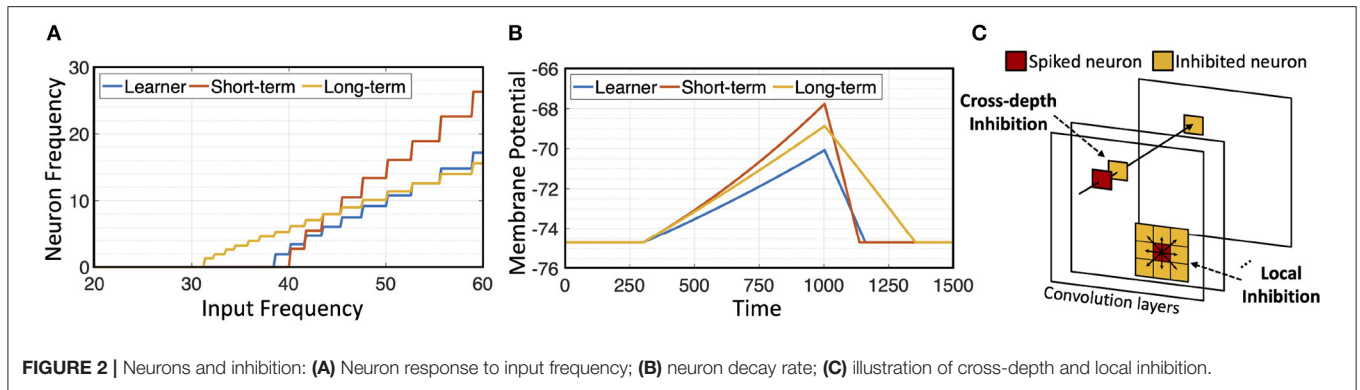 A
B
C
Learner Short-term Long-term
Neuron Frequency
30
20
10
0
20 30 40 50 60
Input Frequency
Learner Short-term Long-term
Membrane Potential
-66
-68
-70
-72
-74
-76
0 250 500 750 1000 1250 1500
Time
Spiked neuron Inhibited neuron
Cross-depth
Inhibition
...
Local
Inhibition
Convolution layers
FIGURE 2 | Neurons and inhibition: (A) Neuron response to input frequency; (B) neuron decay rate; (C) illustration of cross-depth and local inhibition.